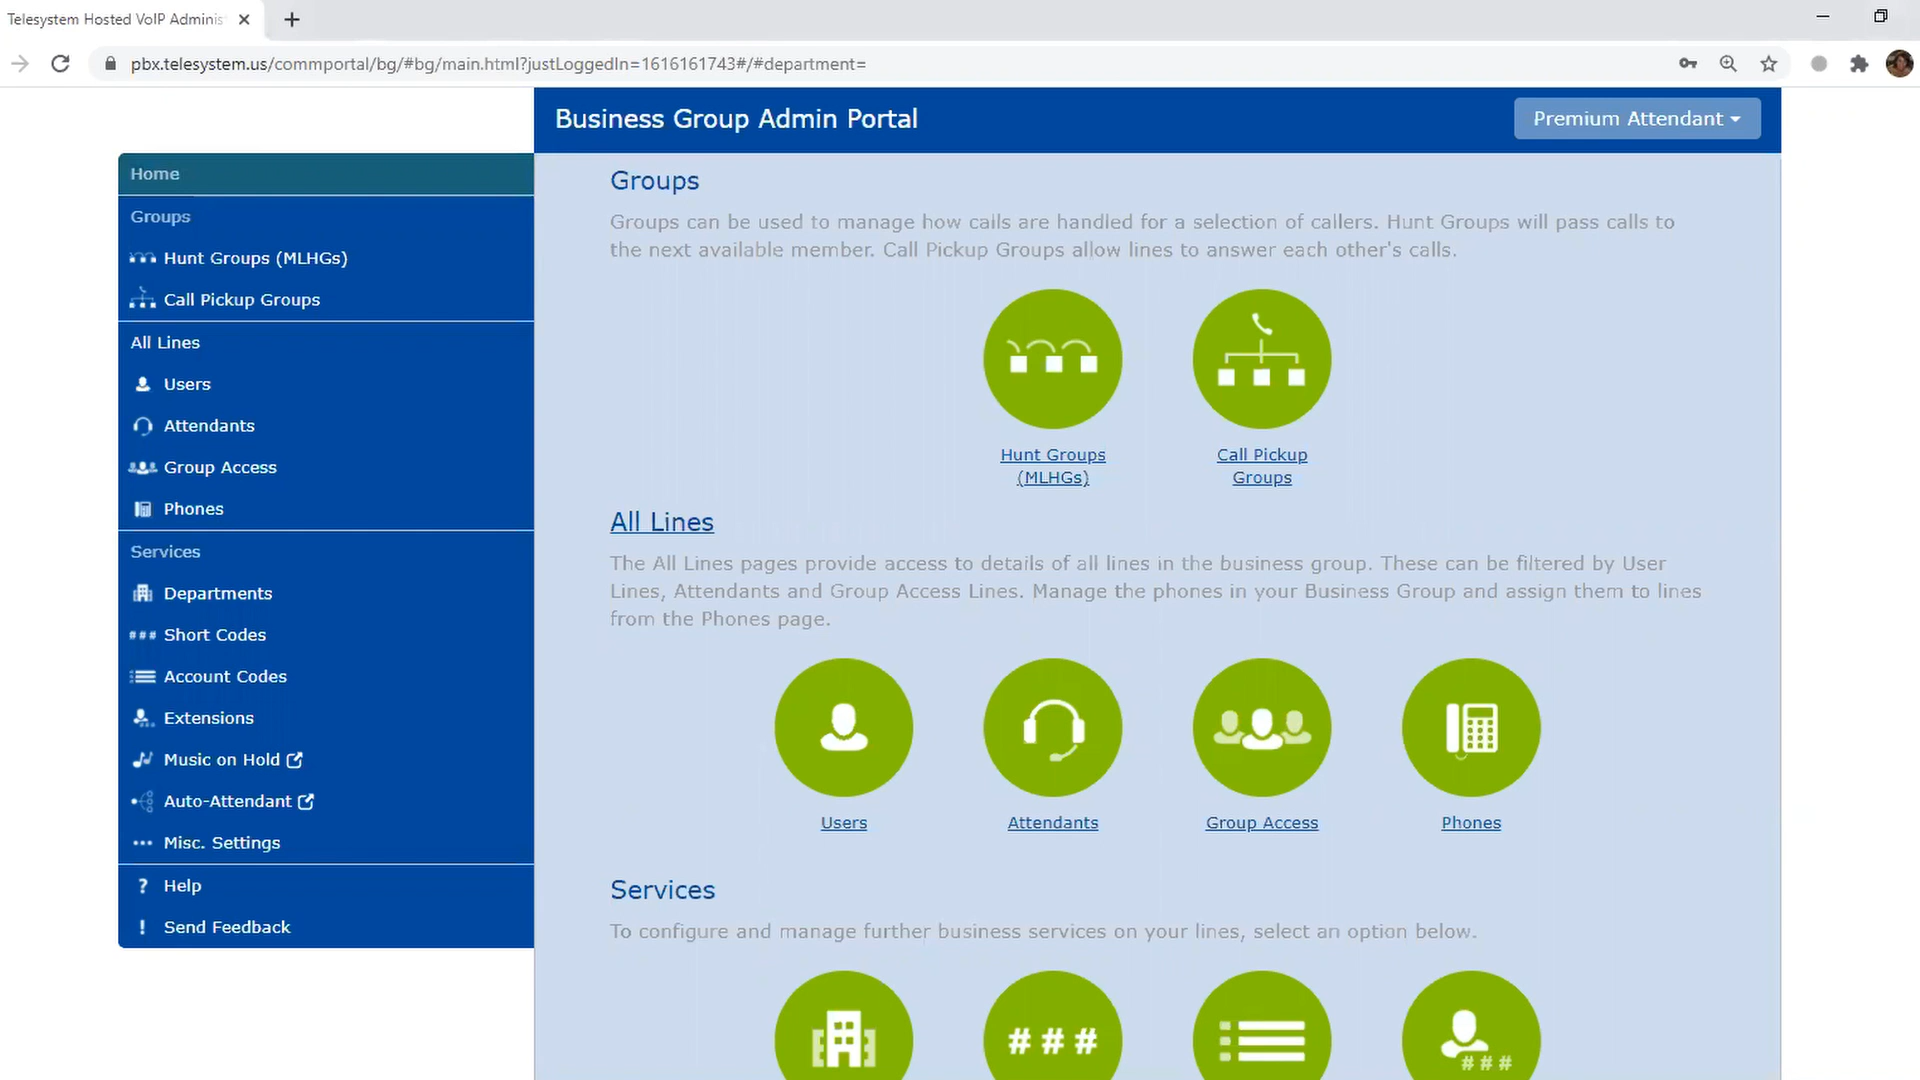 Telesystem Hosted VoIP Adminis
pbx.telesystem.us/commportal/bg/#bg/main.html?justLoggedIn=1616161743#/#department=
Business Group Admin Portal
Premium Attendant
Home
Groups
Hunt Groups (MLHGs)
Call Pickup Groups
All Lines
Users
Attendants
Group Access
Phones
Services
Departments
### Short Codes
Account Codes
Extensions
Music on Hold
Auto-Attendant
Misc. Settings
? Help
! Send Feedback
Groups
Groups can be used to manage how calls are handled for a selection of callers. Hunt Groups will pass calls to
the next available member. Call Pickup Groups allow lines to answer each other's calls.
Hunt Groups
(MLHGs)
Call Pickup
Groups
All Lines
The All Lines pages provide access to details of all lines in the business group. These can be filtered by User
Lines, Attendants and Group Access Lines. Manage the phones in your Business Group and assign them to lines
from the Phones page.
Users
Attendants
Group Access
Phones
Services
To configure and manage further business services on your lines, select an option below.
###
###